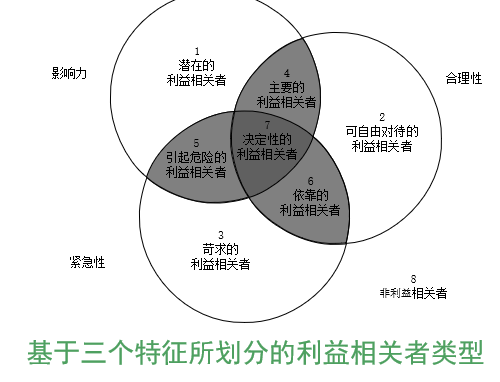 1
潜在的
利益相关者
影响力
4
主要的
利益相关者
合理性
2
可自由对待的
利益相关者
7
决定性的
利益相关者
5
引起危险的
利益相关者
6
依靠的
利益相关者
3
苛求的
利益相关者
紧急性
8
非利益相关者
基于三个特征所划分的利益相关者类型